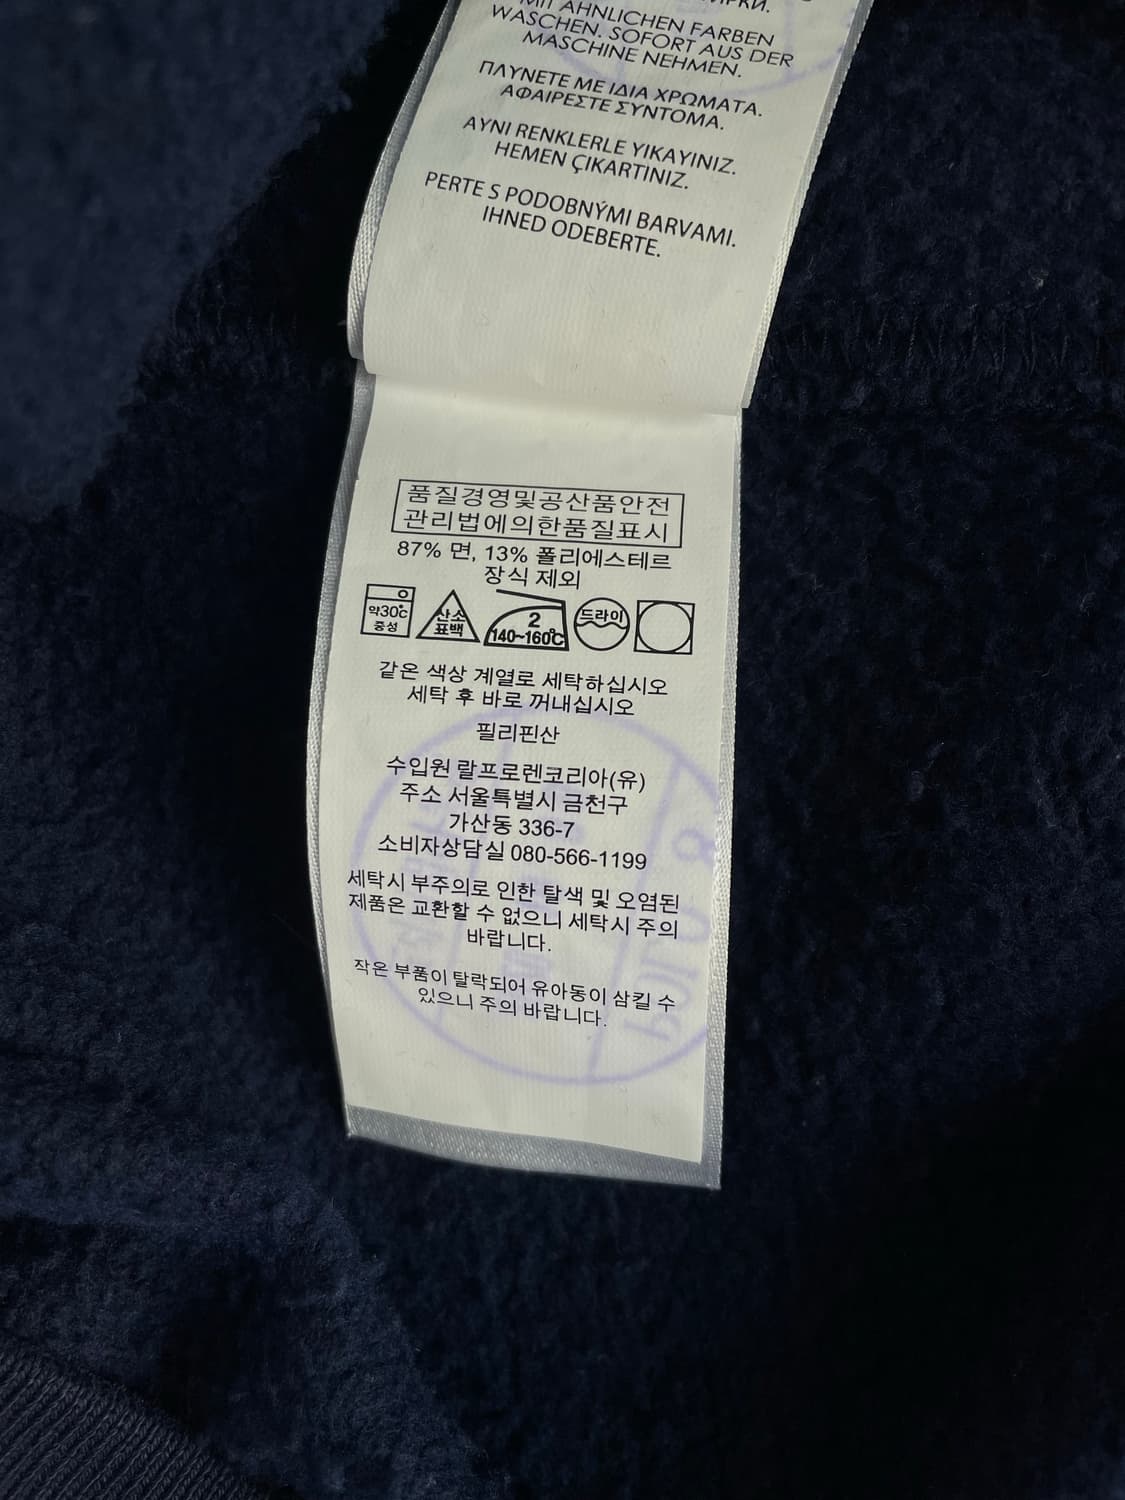 MIT ÄHNLICHEN FARBEN
WASCHEN. SOFORT AUS DER
MASCHINE NEHMEN.
ΠΛΥΝΕΤΕ ΜΕ ΙΔΙΑ ΧΡΩΜΑΤΑ.
ΑΦΑΙΡΕΣΤΕ ΣΥΝΤΟΜΑ.
AYNI RENKLERLE YIKAYINIZ.
HEMEN ÇIKARTINIZ.
PERTE S PODOBNÝMI BARVAMI.
IHNED ODEBERTE.
품질경영및공산품안전
관리법에의한품질표시
87% 면, 13% 폴리에스테르
장식 제외
약30℃
중성
산소
표백
2
140~160℃
드라이
같은 색상 계열로 세탁하십시오
세탁 후 바로 꺼내십시오
필리핀산
수입원 랄프로렌코리아(유)
주소 서울특별시 금천구
가산동 336-7
소비자상담실 080-566-1199
세탁시 부주의로 인한 탈색 및 오염된
제품은 교환할 수 없으니 세탁시 주의
바랍니다.
작은 부품이 탈락되어 유아동이 삼킬 수
있으니 주의 바랍니다.